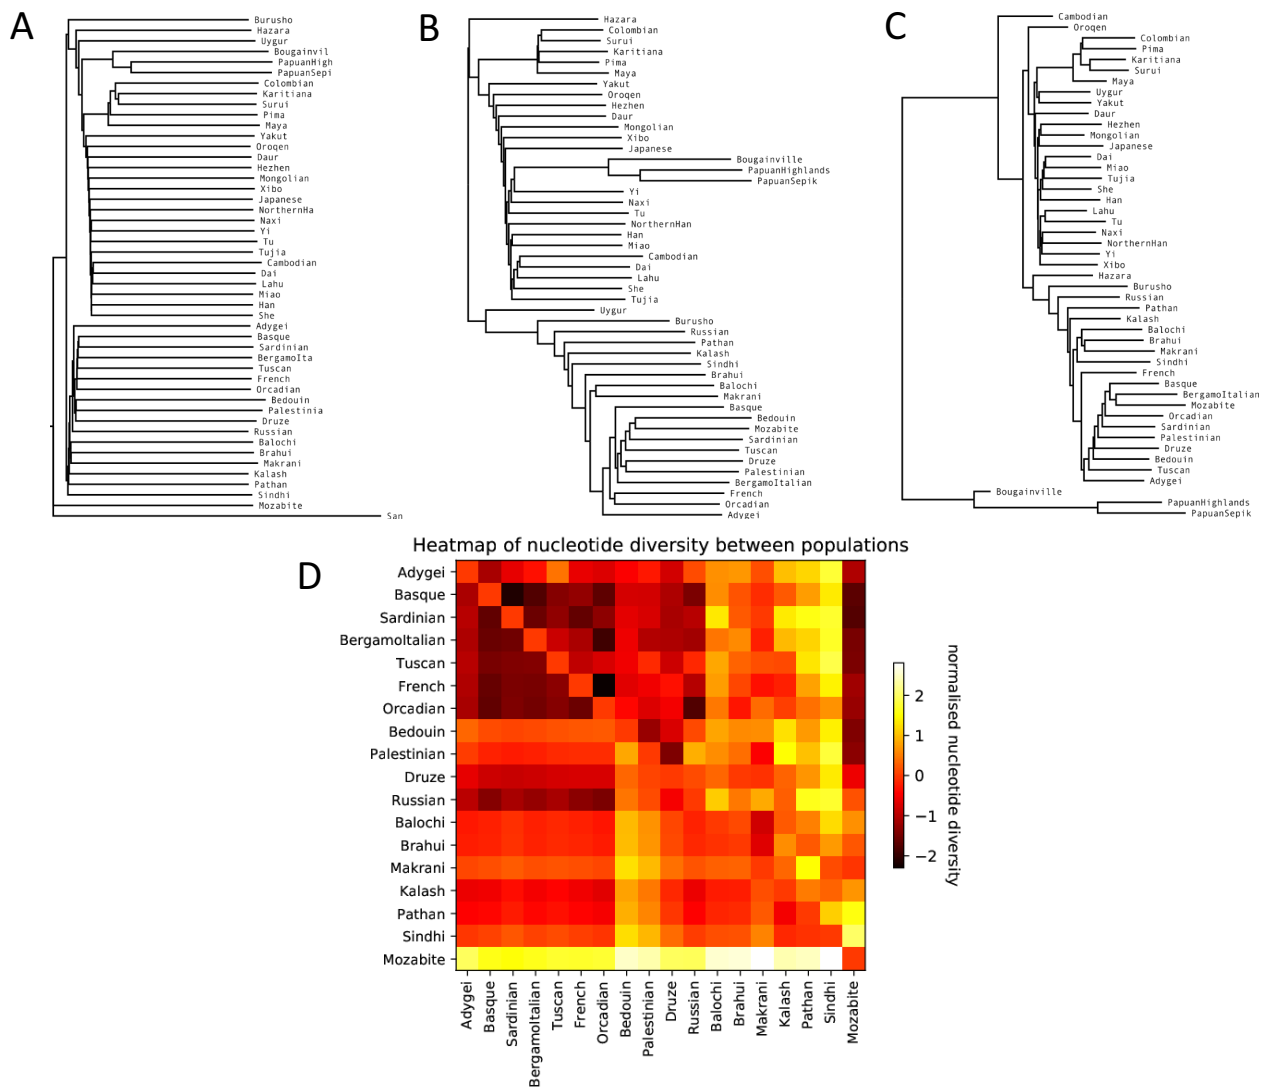 A
Burusho
Hazara
Uygur
Bougainvil
PapuanHigh
PapuanSepi
Colombian
Karitiana
Surui
Pima
Maya
Yakut
Oroqen
Daur
Hezhen
Mongolian
Xibo
Japanese
NorthernHa
Naxi
Yi
Tu
Tujia
Cambodian
Dai
Lahu
Miao
Han
She
Adygei
Basque
Sardinian
BergamoIta
Tuscan
French
Orcadian
Bedouin
Palestinia
Druze
Russian
Balochi
Brahui
Makrani
Kalash
Pathan
Sindhi
Mozabite
San
B
Hazara
Colombian
Surui
Karitiana
Pima
Maya
Yakut
Oroqen
Hezhen
Daur
Mongolian
Xibo
Japanese
Bougainville
PapuanHighlands
PapuanSepik
Yi
Naxi
Tu
NorthernHan
Han
Miao
Cambodian
Dai
Lahu
She
Tujia
Uygur
Burusho
Russian
Pathan
Kalash
Sindhi
Brahui
Balochi
Makrani
Basque
Bedouin
Mozabite
Sardinian
Tuscan
Druze
Palestinian
BergamoItalian
French
Orcadian
Adygei
C
Cambodian
Oroqen
Colombian
Pima
Karitiana
Surui
Maya
Uygur
Yakut
Daur
Hezhen
Mongolian
Japanese
Dai
Miao
Tujia
She
Han
Lahu
Tu
Naxi
NorthernHan
Yi
Xibo
Hazara
Burusho
Russian
Pathan
Kalash
Balochi
Brahui
Makrani
Sindhi
French
Basque
BergamoItalian
Mozabite
Orcadian
Sardinian
Palestinian
Druze
Bedouin
Tuscan
Adygei
Bougainville
PapuanHighlands
PapuanSepik
D
Heatmap of nucleotide diversity between populations
Adygei
Basque
Sardinian
BergamoItalian
Tuscan
French
Orcadian
Bedouin
Palestinian
Druze
Russian
Balochi
Brahui
Makrani
Kalash
Pathan
Sindhi
Mozabite
Adygei
Basque
Sardinian
BergamoItalian
Tuscan
French
Orcadian
Bedouin
Palestinian
Druze
Russian
Balochi
Brahui
Makrani
Kalash
Pathan
Sindhi
Mozabite
2
1
0
−1
−2
normalised nucleotide diversity